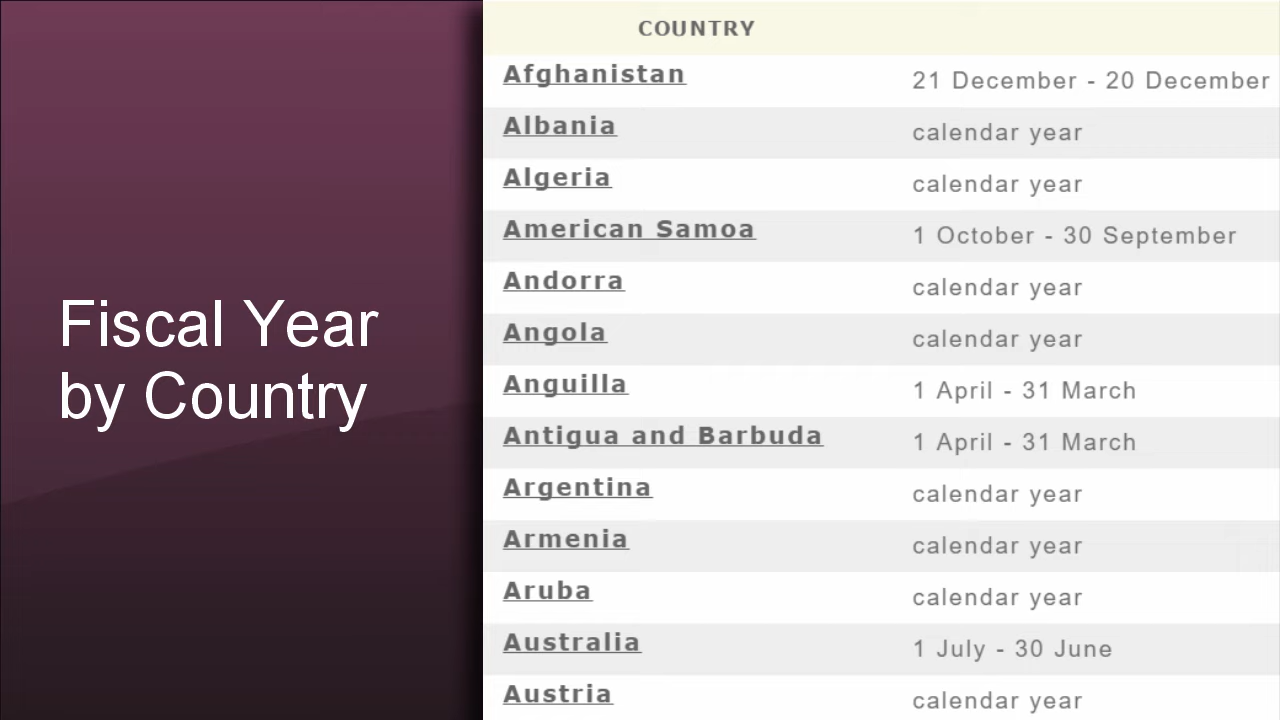 Fiscal Year
by Country
COUNTRY
Afghanistan 21 December - 20 December
Albania calendar year
Algeria calendar year
American Samoa 1 October - 30 September
Andorra calendar year
Angola calendar year
Anguilla 1 April - 31 March
Antigua and Barbuda 1 April - 31 March
Argentina calendar year
Armenia calendar year
Aruba calendar year
Australia 1 July - 30 June
Austria calendar year